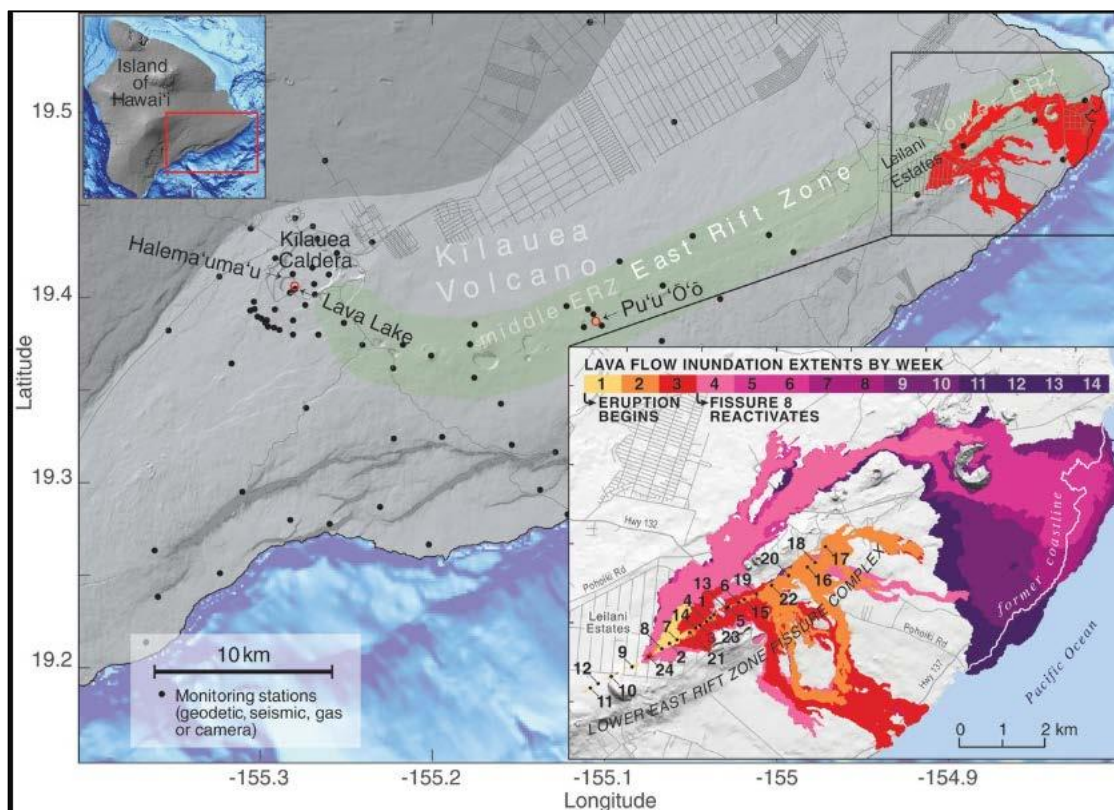 Island
of
Hawai‘i
19.5
19.4
19.3
19.2
Latitude
Halema‘uma‘u
Kīlauea
Caldera
Lava Lake
Kīlauea
Volcano
middle ERZ
East Rift Zone
lower ERZ
Pu‘u ‘Ō‘ō
Leilani
Estates
10 km
Monitoring stations
(geodetic, seismic, gas
or camera)
-155.3
-155.2
-155.1
-155
-154.9
Longitude
LAVA FLOW INUNDATION EXTENTS BY WEEK
1 2 3 4 5 6 7 8 9 10 11 12 13 14
ERUPTION
BEGINS
FISSURE 8
REACTIVATES
Hwy 132
Pohoiki Rd
Leilani
Estates
18
20
17
16
13
6
19
4
1
22
15
7
14
8
5
3
23
2
21
9
24
12
10
11
LOWER EAST RIFT ZONE FISSURE COMPLEX
Pohoiki Rd
Hwy 137
former coastline
Pacific Ocean
0 1 2 km